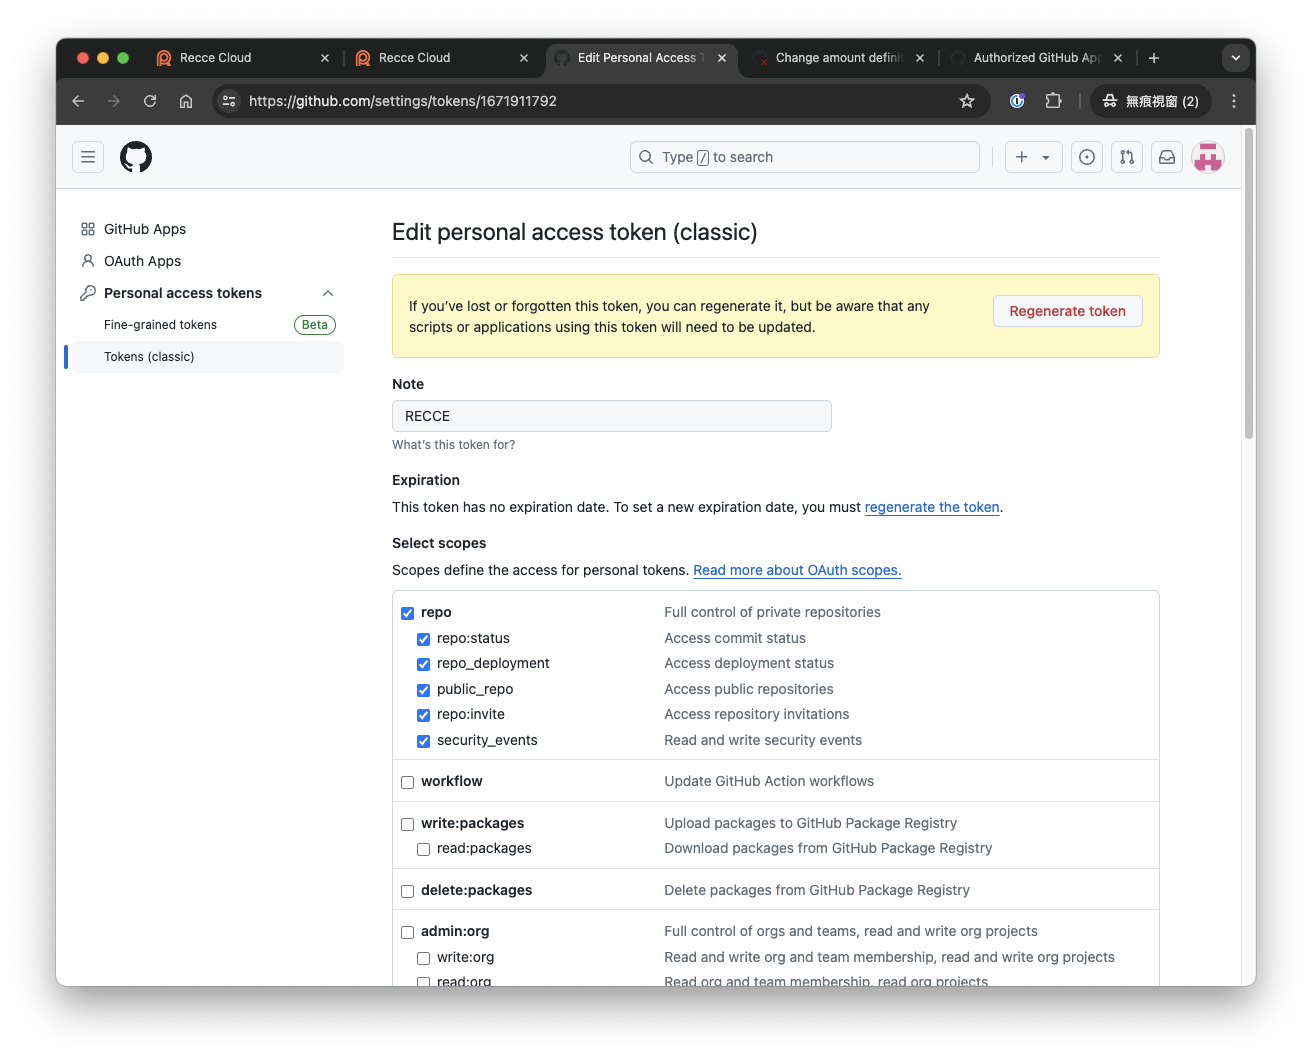 Recce Cloud
Recce Cloud
Edit Personal Access T
Change amount defini
Authorized GitHub Ap
https://github.com/settings/tokens/1671911792
無痕視窗 (2)
Type / to search
GitHub Apps
OAuth Apps
Personal access tokens
Fine-grained tokens
Beta
Tokens (classic)
Edit personal access token (classic)
If you’ve lost or forgotten this token, you can regenerate it, but be aware that any
scripts or applications using this token will need to be updated.
Regenerate token
Note
RECCE
What’s this token for?
Expiration
This token has no expiration date. To set a new expiration date, you must regenerate the token.
Select scopes
Scopes define the access for personal tokens. Read more about OAuth scopes.
repo Full control of private repositories
repo:status Access commit status
repo_deployment Access deployment status
public_repo Access public repositories
repo:invite Access repository invitations
security_events Read and write security events
workflow Update GitHub Action workflows
write:packages Upload packages to GitHub Package Registry
read:packages Download packages from GitHub Package Registry
delete:packages Delete packages from GitHub Package Registry
admin:org Full control of orgs and teams, read and write org projects
write:org Read and write org and team membership, read and write org projects
read:org Read org and team membership, read org projects